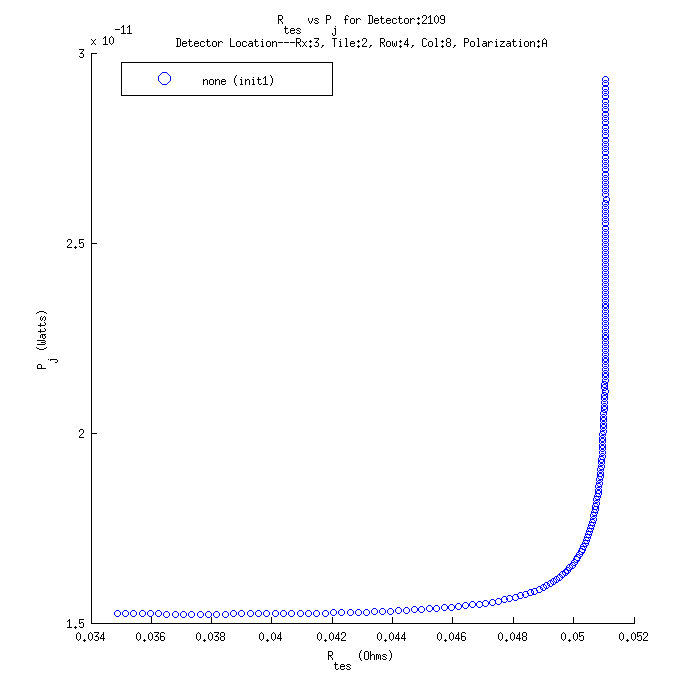 R_tes vs P_j for Detector:2109
Detector Location---Rx:3, Tile:2, Row:4, Col:8, Polarization:A
x 10^-11
none (init1)
3
2.5
2
1.5
P_j (Watts)
0.034 0.036 0.038 0.04 0.042 0.044 0.046 0.048 0.05 0.052
R_tes (Ohms)